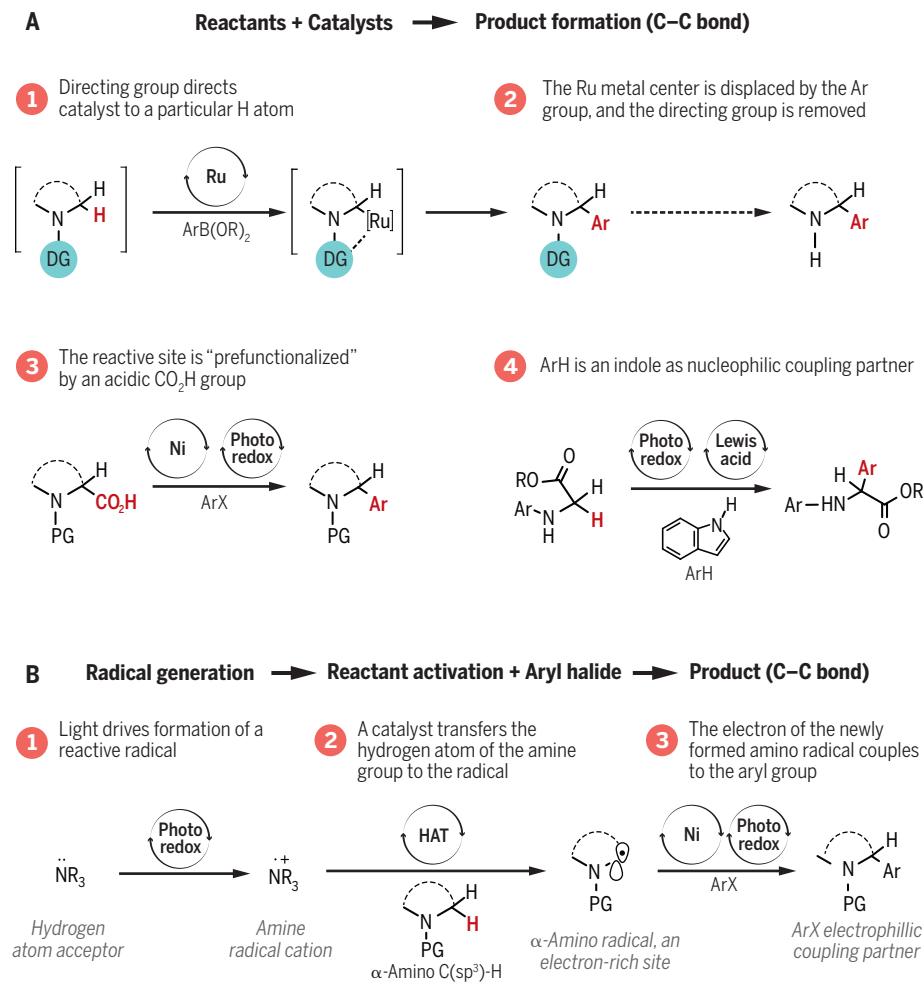 A
Reactants + Catalysts
Product formation (C–C bond)
1
Directing group directs
catalyst to a particular H atom
2
The Ru metal center is displaced by the Ar
group, and the directing group is removed
H
H
N
DG
Ru
ArB(OR)2
H
[Ru]
N
DG
H
Ar
N
DG
H
Ar
N
H
3
The reactive site is “prefunctionalized”
by an acidic CO2H group
4
ArH is an indole as nucleophilic coupling partner
H
CO2H
N
PG
Ni
Photo
redox
ArX
H
Ar
N
PG
O
RO
H
Ar
N
H
H
Photo
redox
Lewis
acid
H
N
ArH
H
Ar
Ar
HN
OR
O
B
Radical generation
Reactant activation + Aryl halide
Product (C–C bond)
1
Light drives formation of a
reactive radical
2
A catalyst transfers the
hydrogen atom of the amine
group to the radical
3
The electron of the newly
formed amino radical couples
to the aryl group
..
NR3
Hydrogen
atom acceptor
Photo
redox
·+
NR3
Amine
radical cation
HAT
H
H
N
PG
α-Amino C(sp3)-H
N
PG
α-Amino radical, an
electron-rich site
Ni
Photo
redox
ArX
H
Ar
N
PG
ArX electrophillic
coupling partner